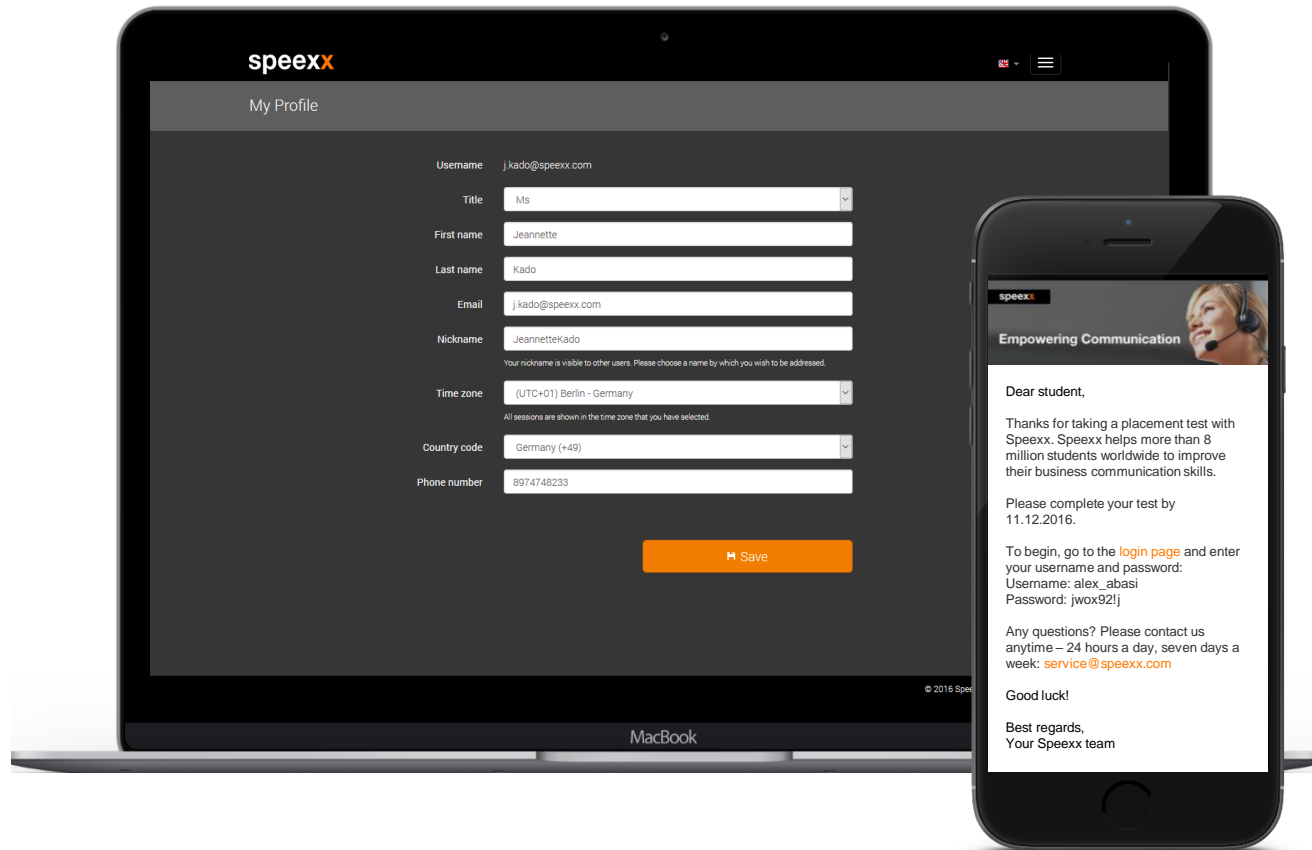 speexx
My Profile
Username j.kado@speexx.com
Title Ms
First name Jeannette
Last name Kado
Email j.kado@speexx.com
Nickname JeannetteKado
Your nickname is visible to other users. Please choose a name by which you wish to be addressed.
Time zone (UTC+01) Berlin - Germany
All sessions are shown in the time zone that you have selected.
Country code Germany (+49)
Phone number 8974748233
Save
© 2016 Spee
MacBook
speexx
Empowering Communication
Dear student,
Thanks for taking a placement test with
Speexx. Speexx helps more than 8
million students worldwide to improve
their business communication skills.
Please complete your test by
11.12.2016.
To begin, go to the login page and enter
your username and password:
Username: alex_abasi
Password: jwox92!j
Any questions? Please contact us
anytime – 24 hours a day, seven days a
week: service@speexx.com
Good luck!
Best regards,
Your Speexx team